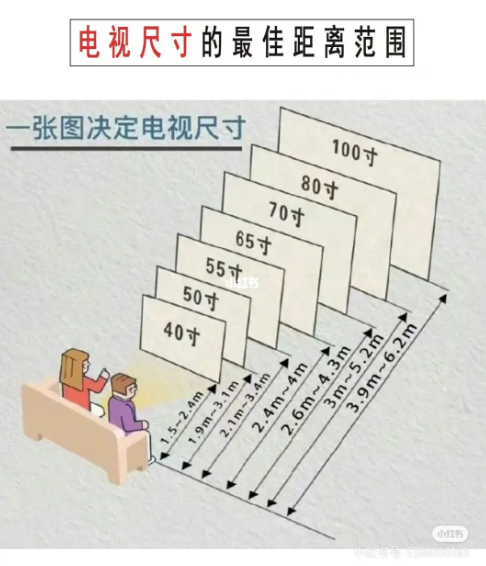 电视尺寸的最佳距离范围
一张图决定电视尺寸
100寸
80寸
70寸
65寸
55寸
小红书
50寸
40寸
1.5~2.4m
1.9m~3.1m
2.1m~3.4m
2.4m~4m
2.6m~4.3m
3m~5.2m
3.9m~6.2m
小红书